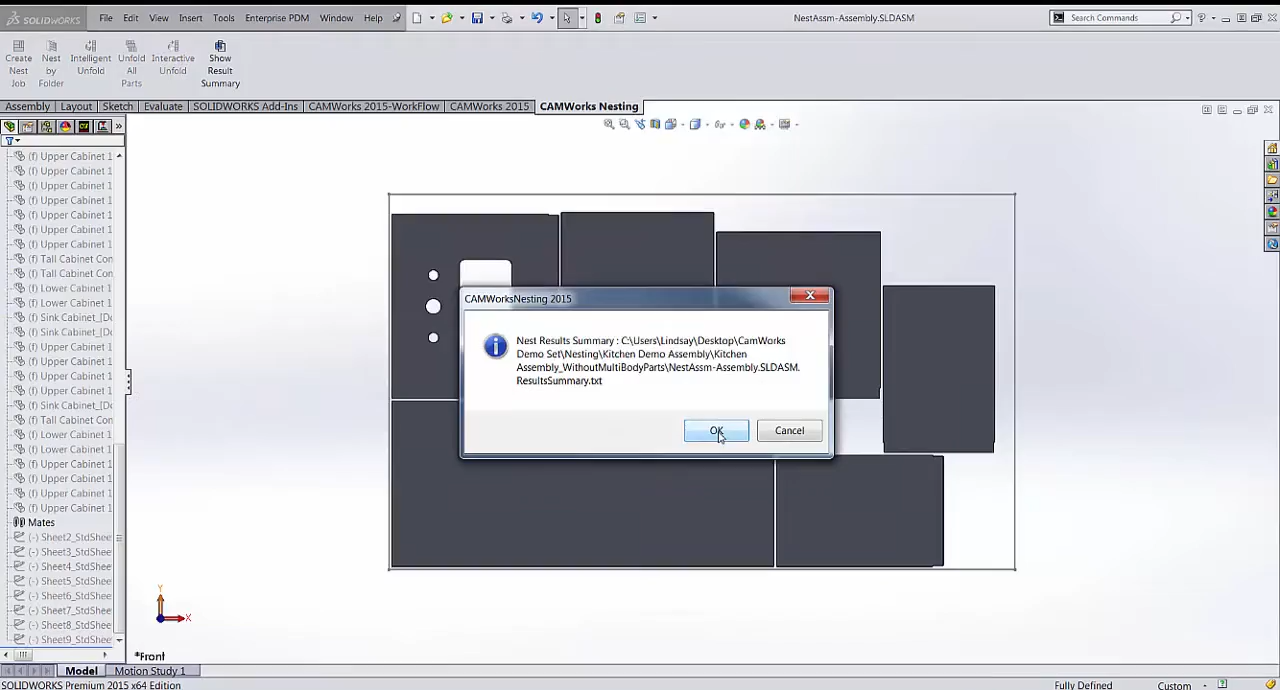 SOLIDWORKS File Edit View Insert Tools Enterprise PDM Window Help NestAssm-Assembly.SLDASM Search Commands
Create Nest Job
Nest by Folder
Intelligent Unfold
Unfold All Parts
Interactive Unfold
Show Result Summary
Assembly Layout Sketch Evaluate SOLIDWORKS Add-Ins CAMWorks 2015-WorkFlow CAMWorks 2015 CAMWorks Nesting
(f) Upper Cabinet 1
(f) Upper Cabinet 1
(f) Upper Cabinet 1
(f) Upper Cabinet 1
(f) Upper Cabinet 1
(f) Upper Cabinet 1
(f) Upper Cabinet 1
(f) Tall Cabinet Con
(f) Tall Cabinet Con
(f) Lower Cabinet 1
(f) Lower Cabinet 1
(f) Sink Cabinet_[Do
(f) Sink Cabinet_[Do
(f) Upper Cabinet 1
(f) Upper Cabinet 1
(f) Upper Cabinet 1
(f) Upper Cabinet 1
(f) Sink Cabinet_[Do
(f) Tall Cabinet Con
(f) Lower Cabinet 1
(f) Lower Cabinet 1
(f) Upper Cabinet 1
(f) Upper Cabinet 1
(f) Upper Cabinet 1
(f) Upper Cabinet 1
Mates
(-) Sheet2_StdShee
(-) Sheet3_StdShee
(-) Sheet4_StdShee
(-) Sheet5_StdShee
(-) Sheet6_StdShee
(-) Sheet7_StdShee
(-) Sheet8_StdShee
(-) Sheet9_StdShee
CAMWorksNesting 2015
Nest Results Summary : C:\Users\Lindsay\Desktop\CamWorks
Demo Set\Nesting\Kitchen Demo Assembly\Kitchen
Assembly_WithoutMultiBodyParts\NestAssm-Assembly.SLDASM.
ResultsSummary.txt
OK Cancel
Y
X
*Front
Model Motion Study 1
SOLIDWORKS Premium 2015 x64 Edition Fully Defined Custom